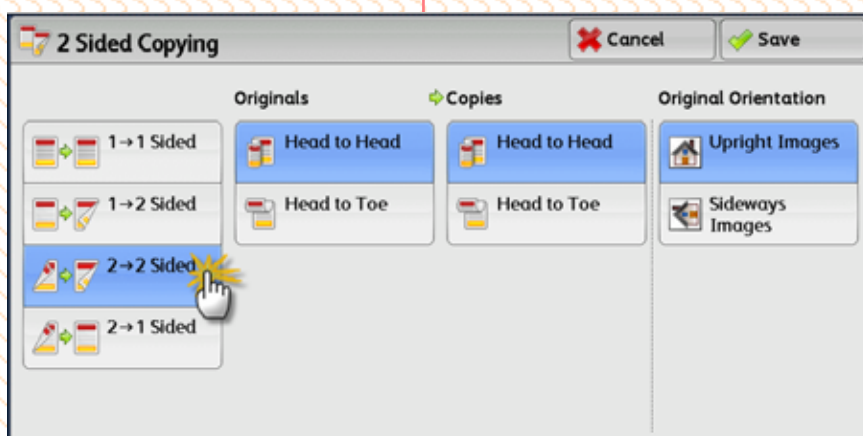 2 Sided Copying
Cancel
Save
Originals
Copies
Original Orientation
1→1 Sided
1→2 Sided
2→2 Sided
2→1 Sided
Head to Head
Head to Toe
Head to Head
Head to Toe
Upright Images
Sideways
Images